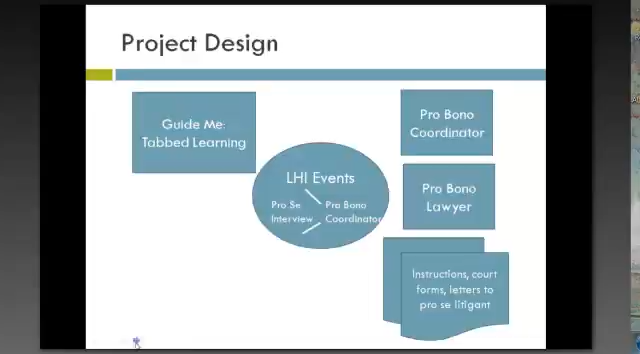 Project Design
Guide Me:
Tabbed Learning
LHI Events
Pro Se
Interview
Pro Bono
Coordinator
Pro Bono
Coordinator
Pro Bono
Lawyer
Instructions, court
forms, letters to
pro se litigant